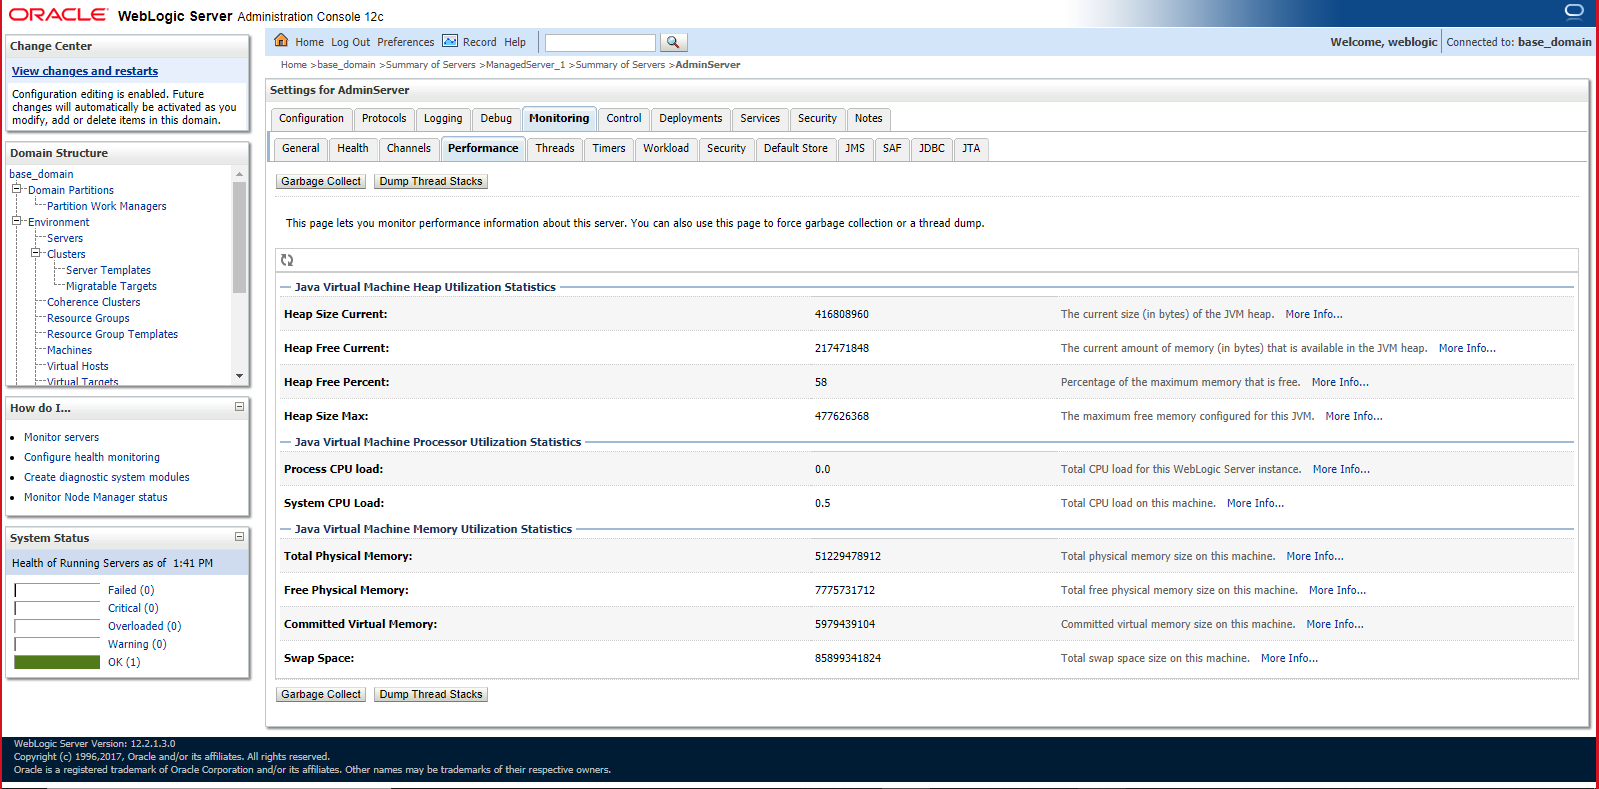 ORACLE WebLogic Server Administration Console 12c
Change Center
View changes and restarts
Configuration editing is enabled. Future
changes will automatically be activated as you
modify, add or delete items in this domain.
Domain Structure
base_domain
Domain Partitions
Partition Work Managers
Environment
Servers
Clusters
Server Templates
Migratable Targets
Coherence Clusters
Resource Groups
Resource Group Templates
Machines
Virtual Hosts
Virtual Targets
How do I...
Monitor servers
Configure health monitoring
Create diagnostic system modules
Monitor Node Manager status
System Status
Health of Running Servers as of 1:41 PM
Failed (0)
Critical (0)
Overloaded (0)
Warning (0)
OK (1)
Home Log Out Preferences Record Help
Welcome, weblogic Connected to: base_domain
Home >base_domain >Summary of Servers >ManagedServer_1 >Summary of Servers >AdminServer
Settings for AdminServer
Configuration Protocols Logging Debug Monitoring Control Deployments Services Security Notes
General Health Channels Performance Threads Timers Workload Security Default Store JMS SAF JDBC JTA
Garbage Collect Dump Thread Stacks
This page lets you monitor performance information about this server. You can also use this page to force garbage collection or a thread dump.
Java Virtual Machine Heap Utilization Statistics
Heap Size Current: 416808960 The current size (in bytes) of the JVM heap. More Info...
Heap Free Current: 217471848 The current amount of memory (in bytes) that is available in the JVM heap. More Info...
Heap Free Percent: 58 Percentage of the maximum memory that is free. More Info...
Heap Size Max: 477626368 The maximum free memory configured for this JVM. More Info...
Java Virtual Machine Processor Utilization Statistics
Process CPU load: 0.0 Total CPU load for this WebLogic Server instance. More Info...
System CPU Load: 0.5 Total CPU load on this machine. More Info...
Java Virtual Machine Memory Utilization Statistics
Total Physical Memory: 51229478912 Total physical memory size on this machine. More Info...
Free Physical Memory: 7775731712 Total free physical memory size on this machine. More Info...
Committed Virtual Memory: 5979439104 Committed virtual memory size on this machine. More Info...
Swap Space: 85899341824 Total swap space size on this machine. More Info...
Garbage Collect Dump Thread Stacks
WebLogic Server Version: 12.2.1.3.0
Copyright (c) 1996,2017, Oracle and/or its affiliates. All rights reserved.
Oracle is a registered trademark of Oracle Corporation and/or its affiliates. Other names may be trademarks of their respective owners.